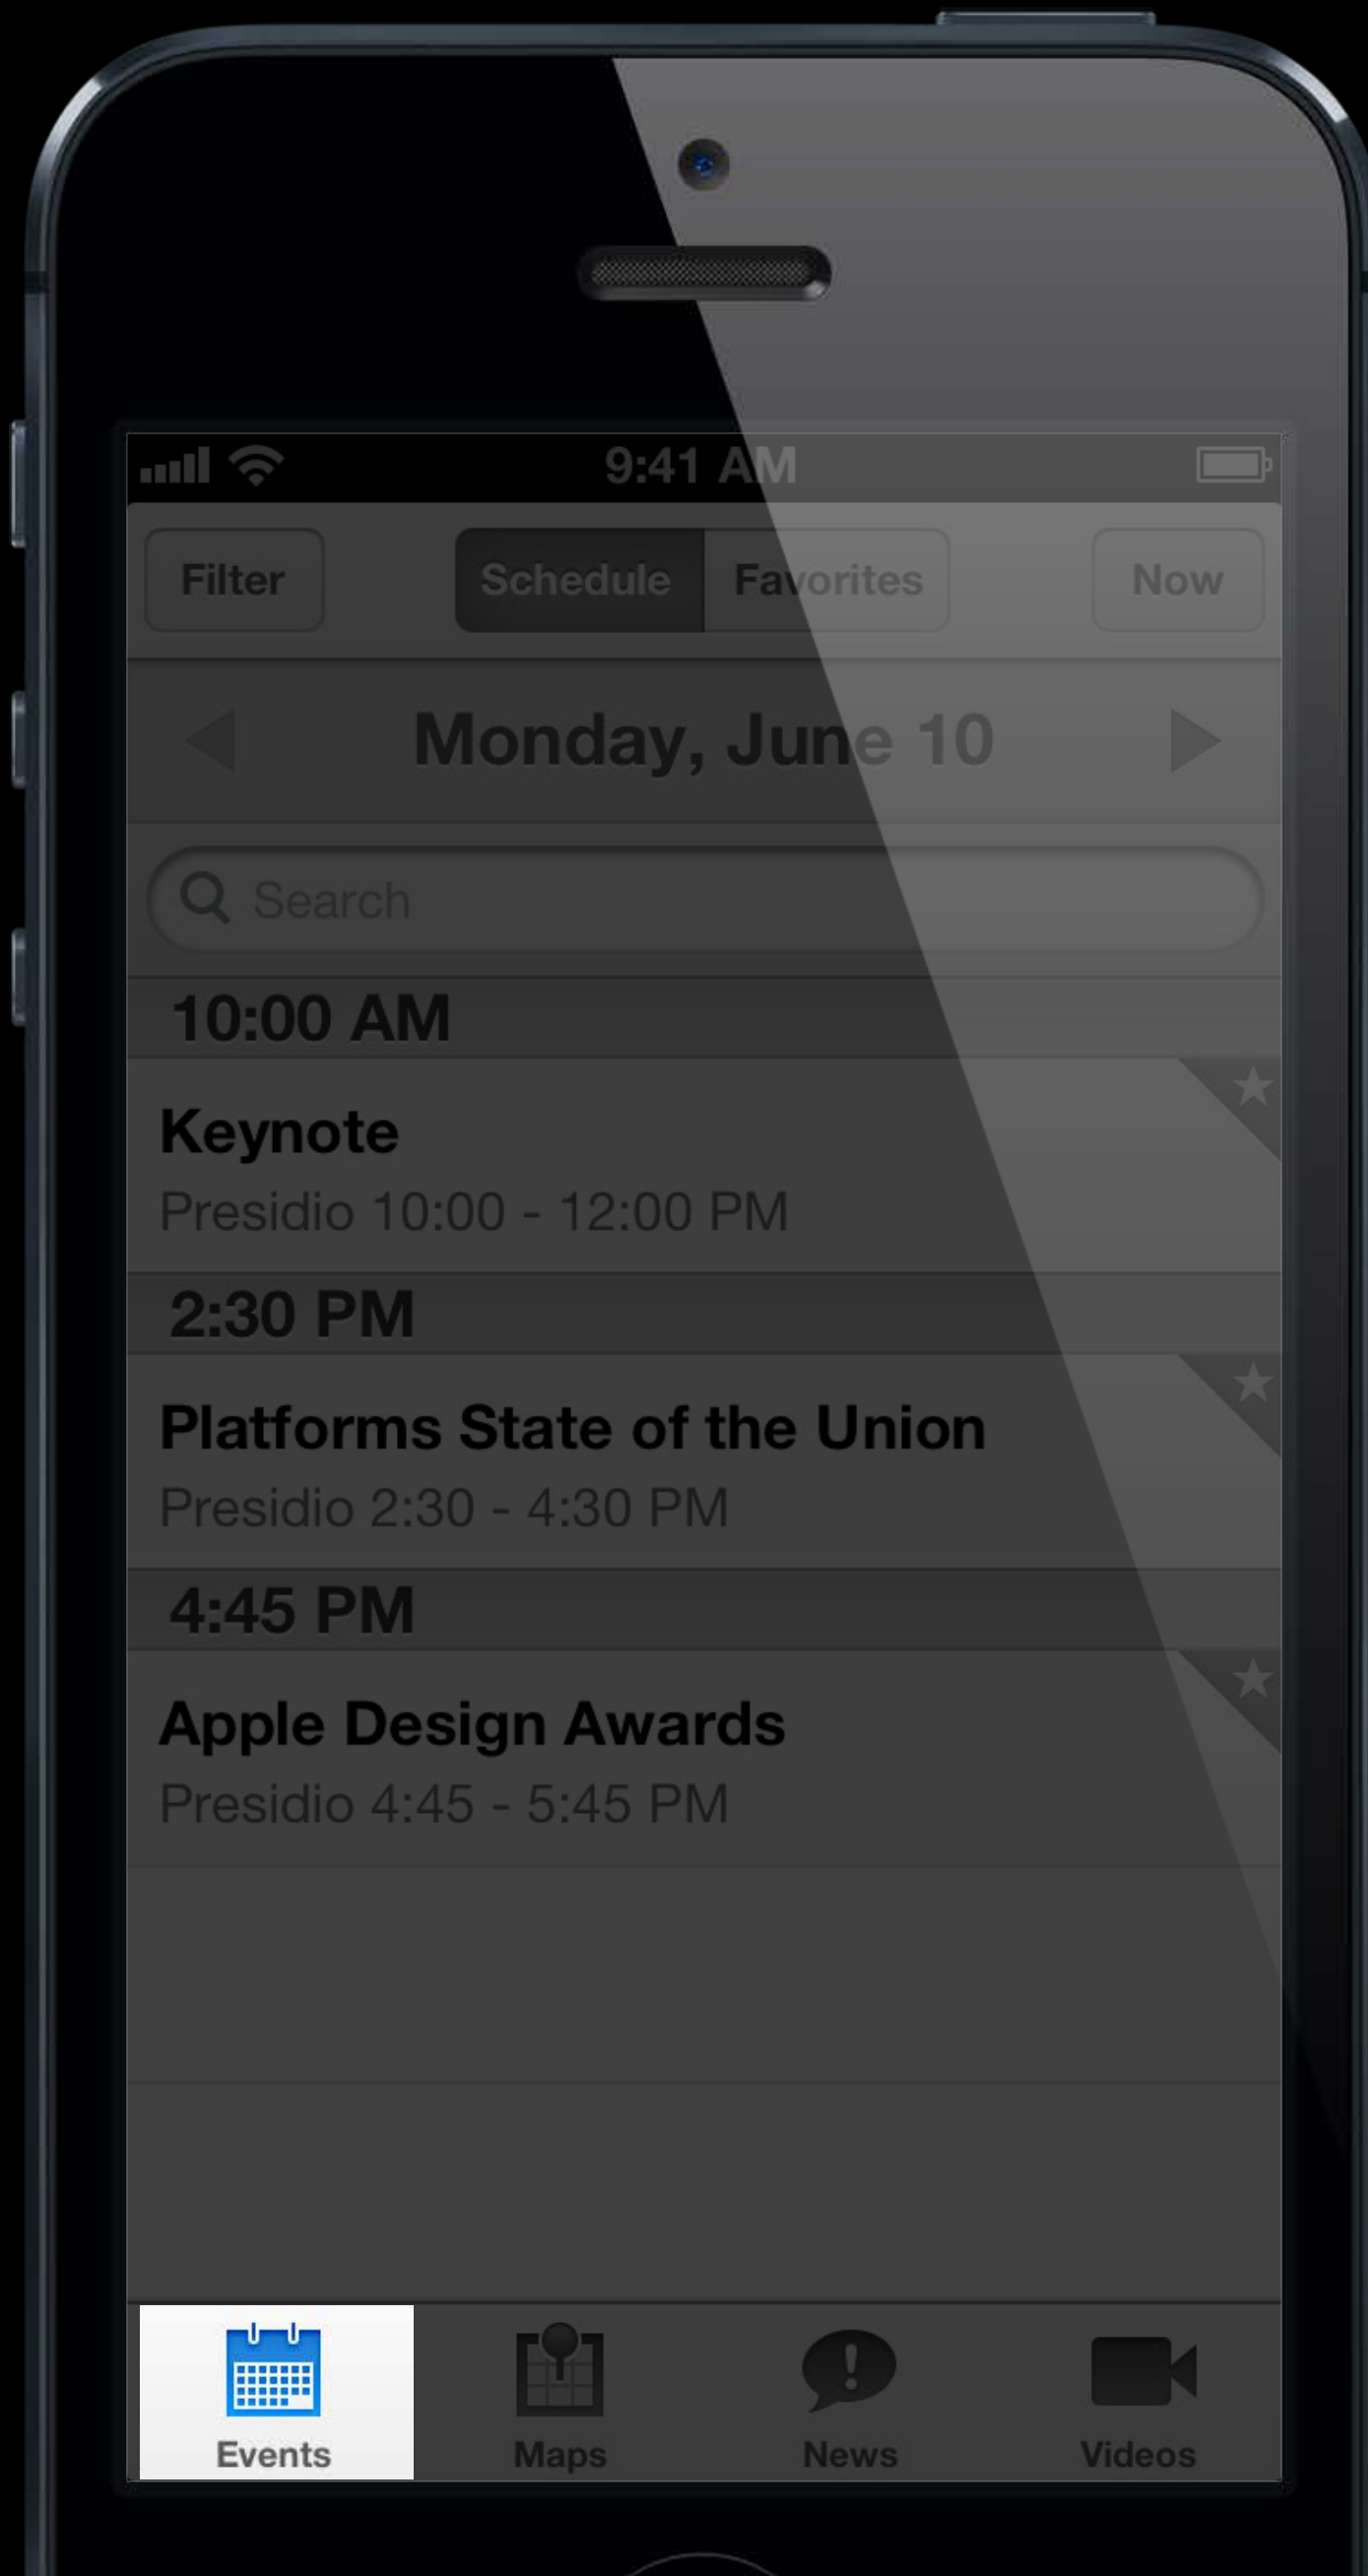 9:41 AM
Filter Schedule Favorites Now
Monday, June 10
Search
10:00 AM
Keynote
Presidio 10:00 - 12:00 PM
2:30 PM
Platforms State of the Union
Presidio 2:30 - 4:30 PM
4:45 PM
Apple Design Awards
Presidio 4:45 - 5:45 PM
Events Maps News Videos